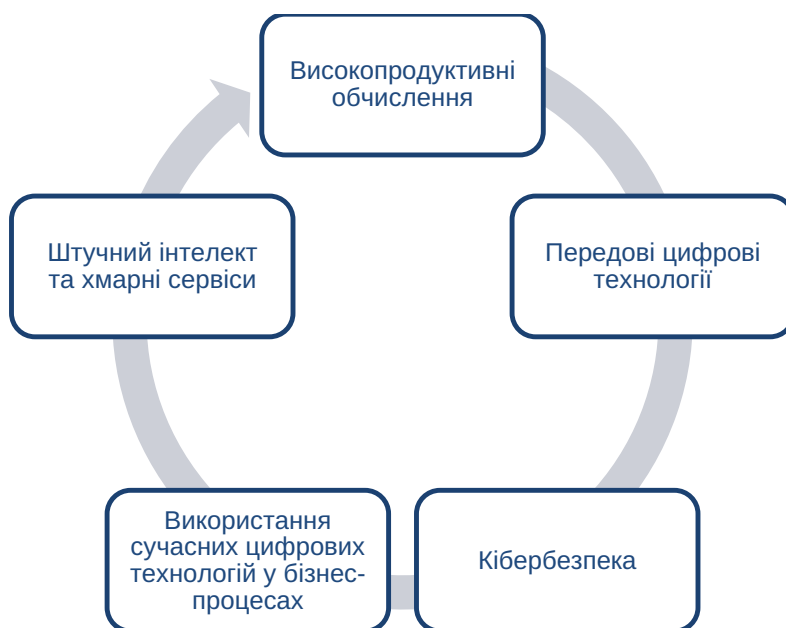 Високопродуктивні
обчислення
Передові цифрові
технології
Кібербезпека
Використання
сучасних цифрових
технологій у бізнес-
процесах
Штучний інтелект
та хмарні сервіси